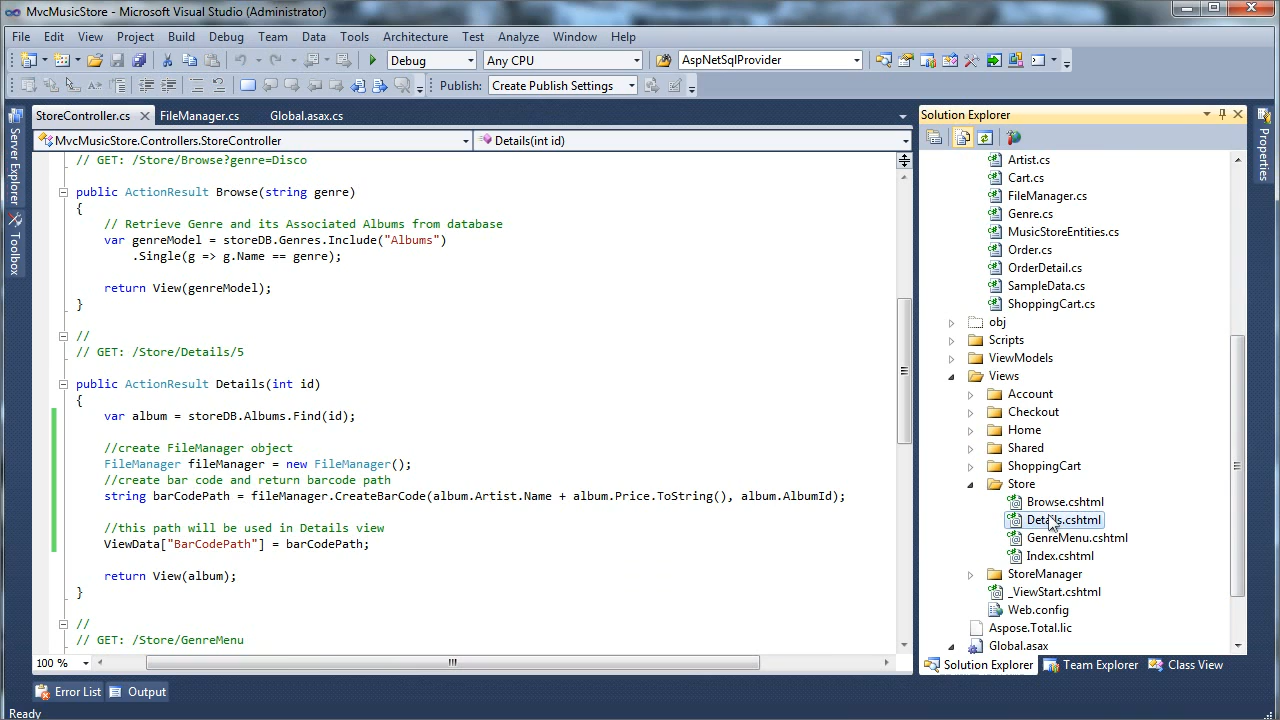 MvcMusicStore - Microsoft Visual Studio (Administrator)
File Edit View Project Build Debug Team Data Tools Architecture Test Analyze Window Help
Debug Any CPU AspNetSqlProvider
Publish: Create Publish Settings
StoreController.cs FileManager.cs Global.asax.cs
MvcMusicStore.Controllers.StoreController Details(int id)
// GET: /Store/Browse?genre=Disco
public ActionResult Browse(string genre)
{
// Retrieve Genre and its Associated Albums from database
var genreModel = storeDB.Genres.Include("Albums")
.Single(g => g.Name == genre);
return View(genreModel);
}
//
// GET: /Store/Details/5
public ActionResult Details(int id)
{
var album = storeDB.Albums.Find(id);
//create FileManager object
FileManager fileManager = new FileManager();
//create bar code and return barcode path
string barCodePath = fileManager.CreateBarCode(album.Artist.Name + album.Price.ToString(), album.AlbumId);
//this path will be used in Details view
ViewData["BarCodePath"] = barCodePath;
return View(album);
}
//
// GET: /Store/GenreMenu
100 %
Error List Output
Ready
Server Explorer
Toolbox
Solution Explorer
Artist.cs
Cart.cs
FileManager.cs
Genre.cs
MusicStoreEntities.cs
Order.cs
OrderDetail.cs
SampleData.cs
ShoppingCart.cs
obj
Scripts
ViewModels
Views
Account
Checkout
Home
Shared
ShoppingCart
Store
Browse.cshtml
Details.cshtml
GenreMenu.cshtml
Index.cshtml
StoreManager
_ViewStart.cshtml
Web.config
Aspose.Total.lic
Global.asax
Solution Explorer Team Explorer Class View
Properties